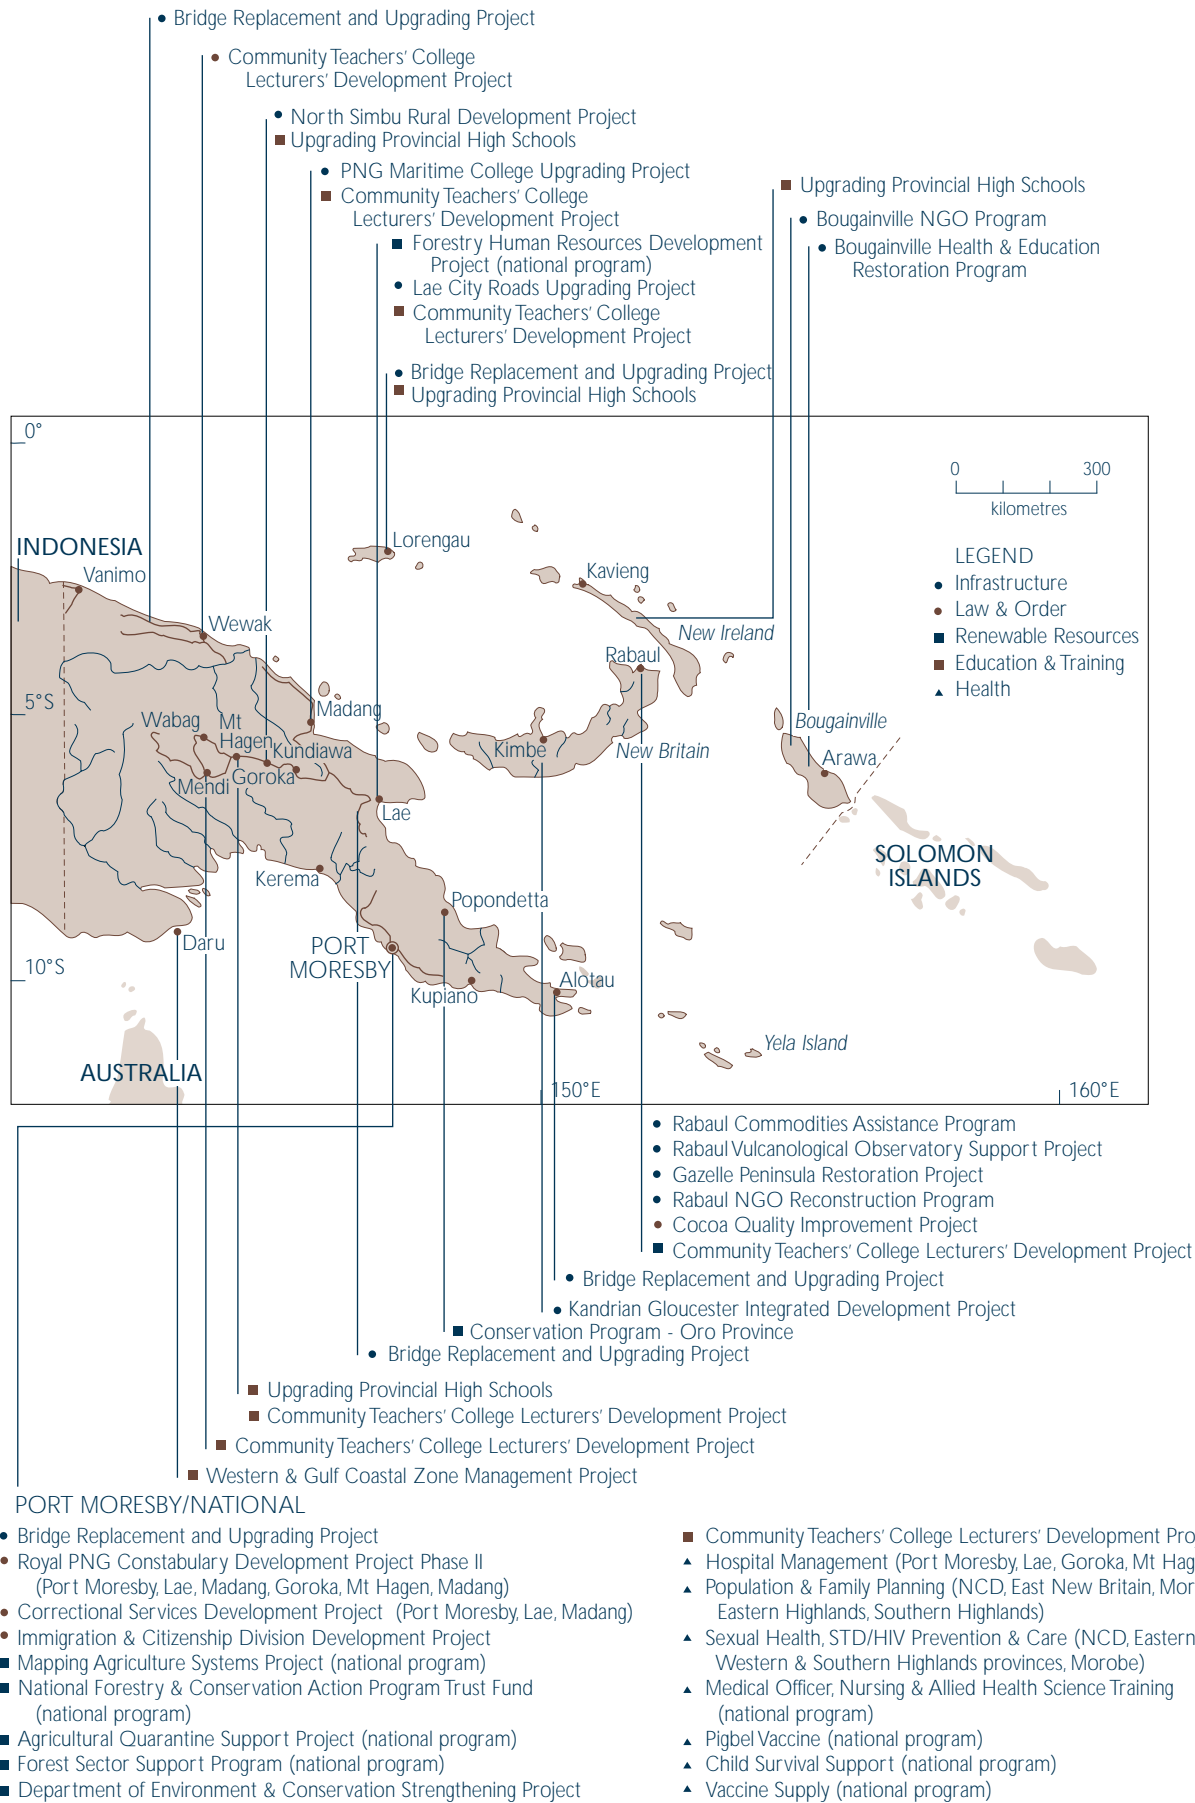 Bridge Replacement and Upgrading Project
Community Teachers' College
Lecturers' Development Project
North Simbu Rural Development Project
Upgrading Provincial High Schools
PNG Maritime College Upgrading Project
Community Teachers' College
Lecturers' Development Project
Forestry Human Resources Development
Project (national program)
Lae City Roads Upgrading Project
Community Teachers' College
Lecturers' Development Project
Bridge Replacement and Upgrading Project
Upgrading Provincial High Schools
Upgrading Provincial High Schools
Bougainville NGO Program
Bougainville Health & Education
Restoration Program
0°
0 300
kilometres
LEGEND
Infrastructure
Law & Order
Renewable Resources
Education & Training
Health
INDONESIA
Vanimo
Lorengau
Kavieng
Wewak
New Ireland
Rabaul
5°S
Madang
Wabag
Mt
Hagen
Kundiawa
Mendi
Goroka
Kimbe
New Britain
Bougainville
Arawa
Lae
SOLOMON
ISLANDS
Kerema
Popondetta
Daru
PORT
MORESBY
10°S
Kupiano
Alotau
Yela Island
AUSTRALIA
150°E
160°E
Rabaul Commodities Assistance Program
Rabaul Vulcanological Observatory Support Project
Gazelle Peninsula Restoration Project
Rabaul NGO Reconstruction Program
Cocoa Quality Improvement Project
Community Teachers' College Lecturers' Development Project
Bridge Replacement and Upgrading Project
Kandrian Gloucester Integrated Development Project
Conservation Program - Oro Province
Bridge Replacement and Upgrading Project
Upgrading Provincial High Schools
Community Teachers' College Lecturers' Development Project
Community Teachers' College Lecturers' Development Project
Western & Gulf Coastal Zone Management Project
PORT MORESBY/NATIONAL
Bridge Replacement and Upgrading Project
Royal PNG Constabulary Development Project Phase II
(Port Moresby, Lae, Madang, Goroka, Mt Hagen, Madang)
Correctional Services Development Project (Port Moresby, Lae, Madang)
Immigration & Citizenship Division Development Project
Mapping Agriculture Systems Project (national program)
National Forestry & Conservation Action Program Trust Fund
(national program)
Agricultural Quarantine Support Project (national program)
Forest Sector Support Program (national program)
Department of Environment & Conservation Strengthening Project
Community Teachers' College Lecturers' Development Pro
Hospital Management (Port Moresby, Lae, Goroka, Mt Hag
Population & Family Planning (NCD, East New Britain, Mor
Eastern Highlands, Southern Highlands)
Sexual Health, STD/HIV Prevention & Care (NCD, Eastern
Western & Southern Highlands provinces, Morobe)
Medical Officer, Nursing & Allied Health Science Training
(national program)
Pigbel Vaccine (national program)
Child Survival Support (national program)
Vaccine Supply (national program)